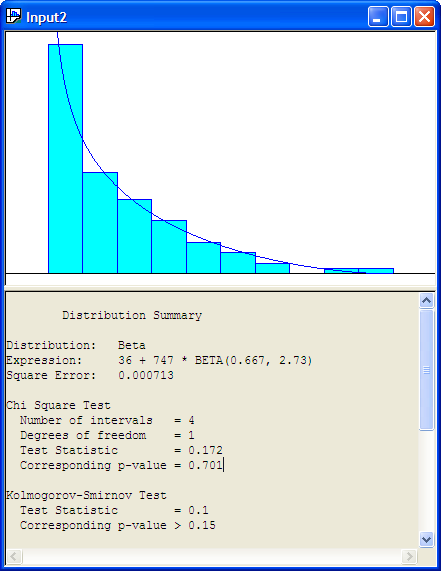 Input2
Distribution Summary
Distribution: Beta
Expression: 36 + 747 * BETA(0.667, 2.73)
Square Error: 0.000713
Chi Square Test
Number of intervals = 4
Degrees of freedom = 1
Test Statistic = 0.172
Corresponding p-value = 0.701
Kolmogorov-Smirnov Test
Test Statistic = 0.1
Corresponding p-value > 0.15